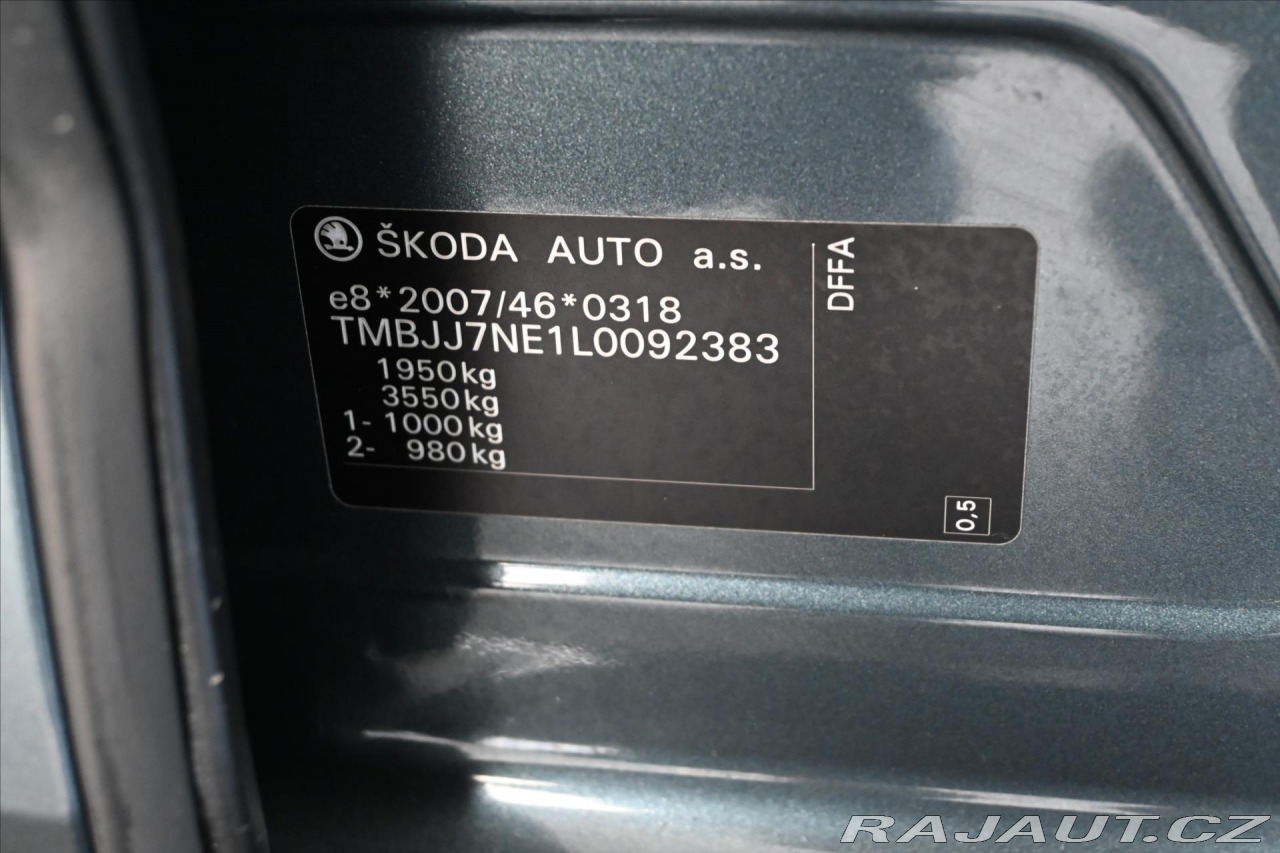 ŠKODA AUTO a.s.
e8*2007/46*0318
TMBJJ7NE1L0092383
1950kg
3550kg
1- 1000kg
2- 980kg
DFFA
0,5
RAJAUT.CZ